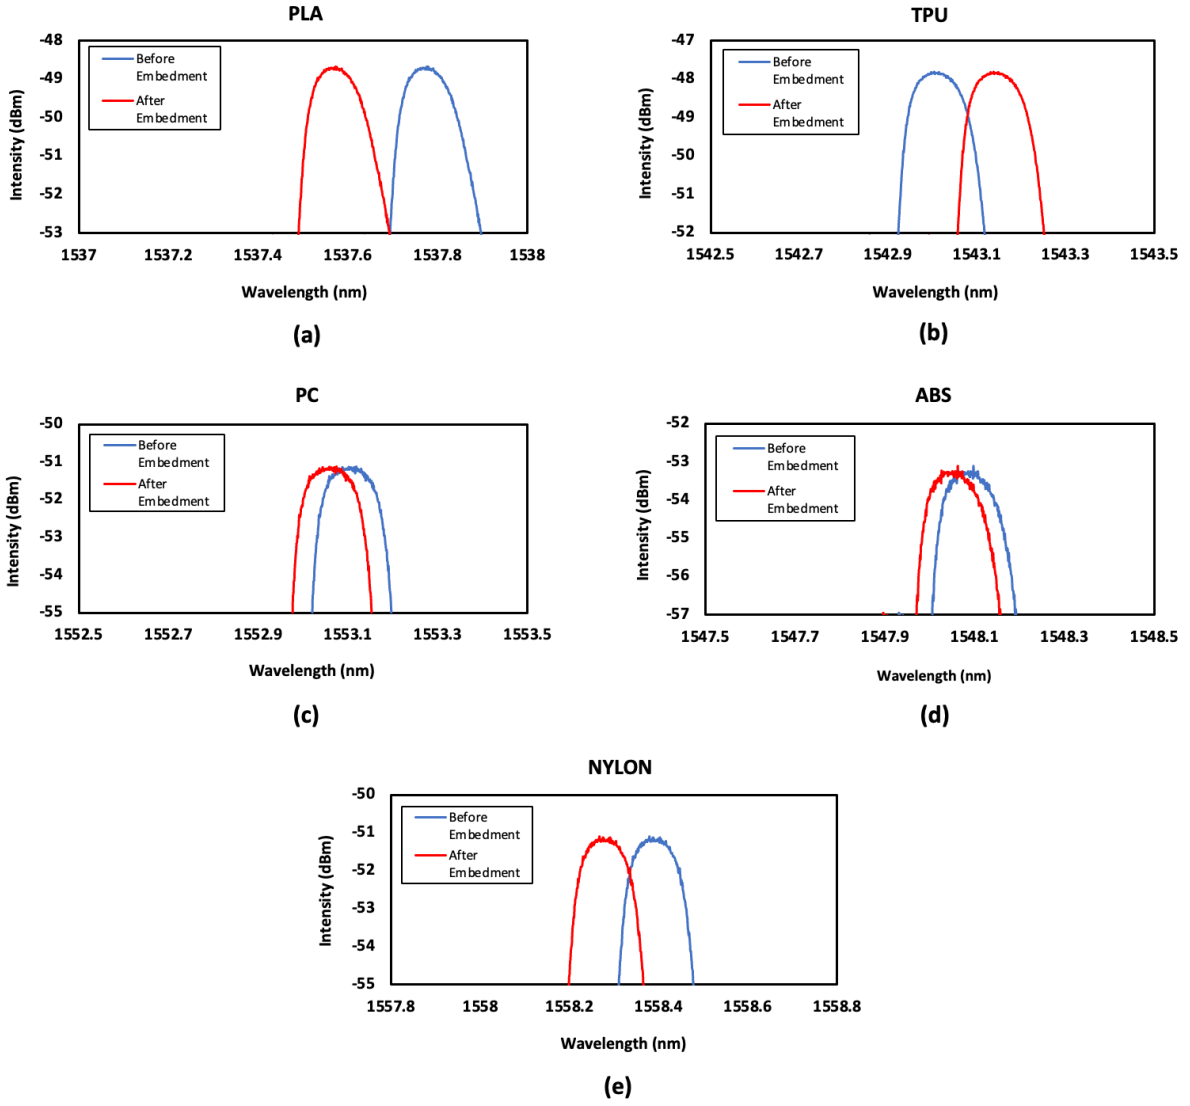 PLA
-48
-49
-50
-51
-52
-53
Intensity (dBm)
Before
Embedment
After
Embedment
1537 1537.2 1537.4 1537.6 1537.8 1538
Wavelength (nm)
(a)
TPU
-47
-48
-49
-50
-51
-52
Intensity (dBm)
Before
Embedment
After
Embedment
1542.5 1542.7 1542.9 1543.1 1543.3 1543.5
Wavelength (nm)
(b)
PC
-50
-51
-52
-53
-54
-55
Intensity (dBm)
Before
Embedment
After
Embedment
1552.5 1552.7 1552.9 1553.1 1553.3 1553.5
Wavelength (nm)
(c)
ABS
-52
-53
-54
-55
-56
-57
Intensity (dBm)
Before
Embedment
After
Embedment
1547.5 1547.7 1547.9 1548.1 1548.3 1548.5
Wavelength (nm)
(d)
NYLON
-50
-51
-52
-53
-54
-55
Intensity (dBm)
Before
Embedment
After
Embedment
1557.8 1558 1558.2 1558.4 1558.6 1558.8
Wavelength (nm)
(e)